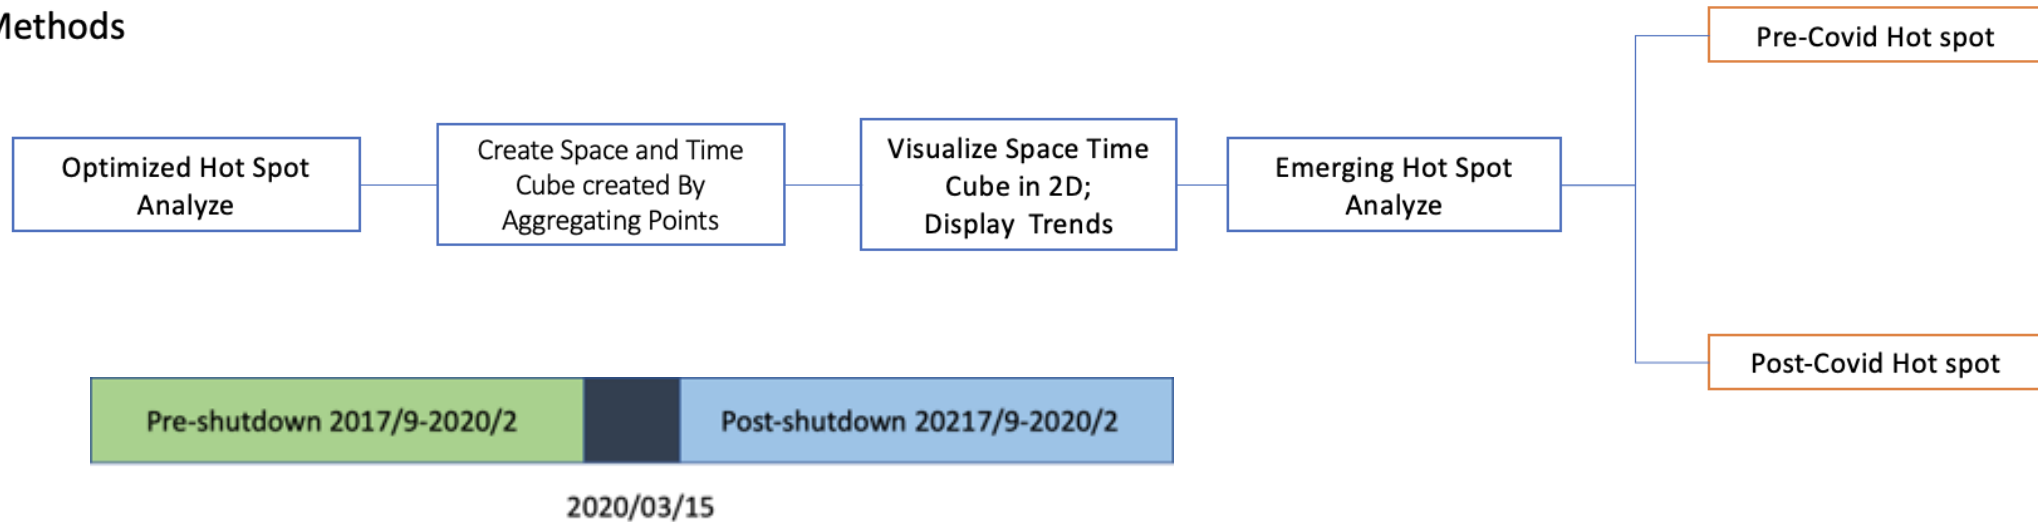 Methods
Pre-Covid Hot spot
Optimized Hot Spot
Analyze
Create Space and Time
Cube created By
Aggregating Points
Visualize Space Time
Cube in 2D;
Display Trends
Emerging Hot Spot
Analyze
Post-Covid Hot spot
Pre-shutdown 2017/9-2020/2
Post-shutdown 20217/9-2020/2
2020/03/15